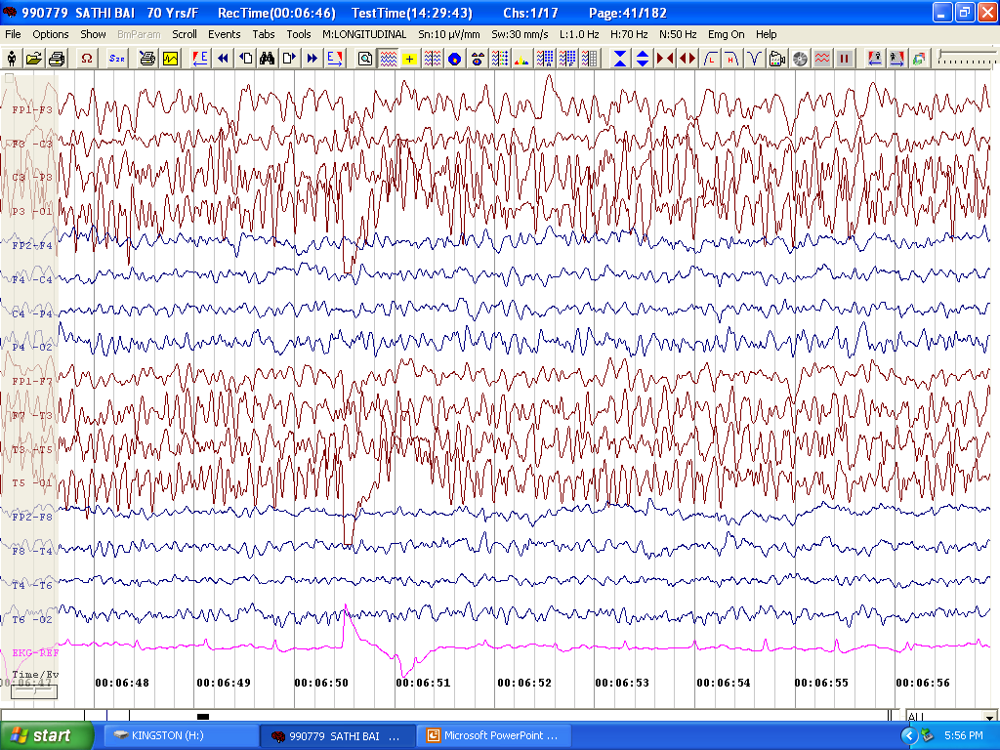 990779 SATHI BAI 70 Yrs/F RecTime(00:06:46) TestTime(14:29:43) Chs:1/17 Page:41/182
File Options Show BmParam Scroll Events Tabs Tools M:LONGITUDINAL Sn:10 µV/mm Sw:30 mm/s L:1.0 Hz H:70 Hz N:50 Hz Emg On Help
FP1-F3
F3 -C3
C3 -P3
P3 -O1
FP2-F4
F4 -C4
C4 -P4
P4 -O2
FP1-F7
F7 -T3
T3 -T5
T5 -O1
FP2-F8
F8 -T4
T4 -T6
T6 -O2
EKG-REF
Time/Ev
00:06:47 00:06:48 00:06:49 00:06:50 00:06:51 00:06:52 00:06:53 00:06:54 00:06:55 00:06:56
ALL
start KINGSTON (H:) 990779 SATHI BAI ... Microsoft PowerPoint ... 5:56 PM